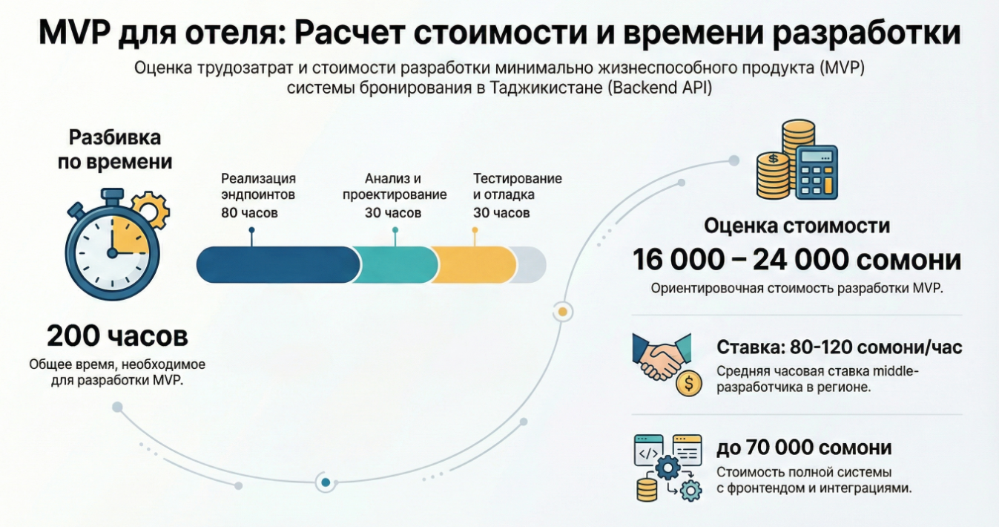 MVP для отеля: Расчет стоимости и времени разработки
Оценка трудозатрат и стоимости разработки минимально жизнеспособного продукта (MVP)
системы бронирования в Таджикистане (Backend API)
Разбивка
по времени
200 часов
Общее время, необходимое
для разработки MVP.
Реализация
эндпоинтов
80 часов
Анализ и
проектирование
30 часов
Тестирование
и отладка
30 часов
$
Оценка стоимости
16 000 – 24 000 сомони
Ориентировочная стоимость разработки MVP.
$
Ставка: 80-120 сомони/час
Средняя часовая ставка middle-
разработчика в регионе.
</>
до 70 000 сомони
Стоимость полной системы
с фронтендом и интеграциями.